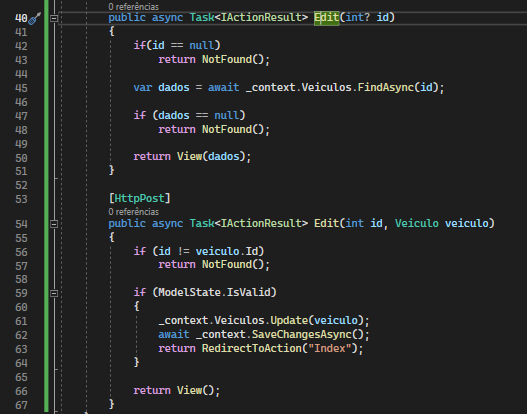 0 referências
40 public async Task<IActionResult> Edit(int? id)
41 {
42 if(id == null)
43 return NotFound();
44
45 var dados = await _context.Veiculos.FindAsync(id);
46
47 if (dados == null)
48 return NotFound();
49
50 return View(dados);
51 }
52
53 [HttpPost]
0 referências
54 public async Task<IActionResult> Edit(int id, Veiculo veiculo)
55 {
56 if (id != veiculo.Id)
57 return NotFound();
58
59 if (ModelState.IsValid)
60 {
61 _context.Veiculos.Update(veiculo);
62 await _context.SaveChangesAsync();
63 return RedirectToAction("Index");
64 }
65
66 return View();
67 }